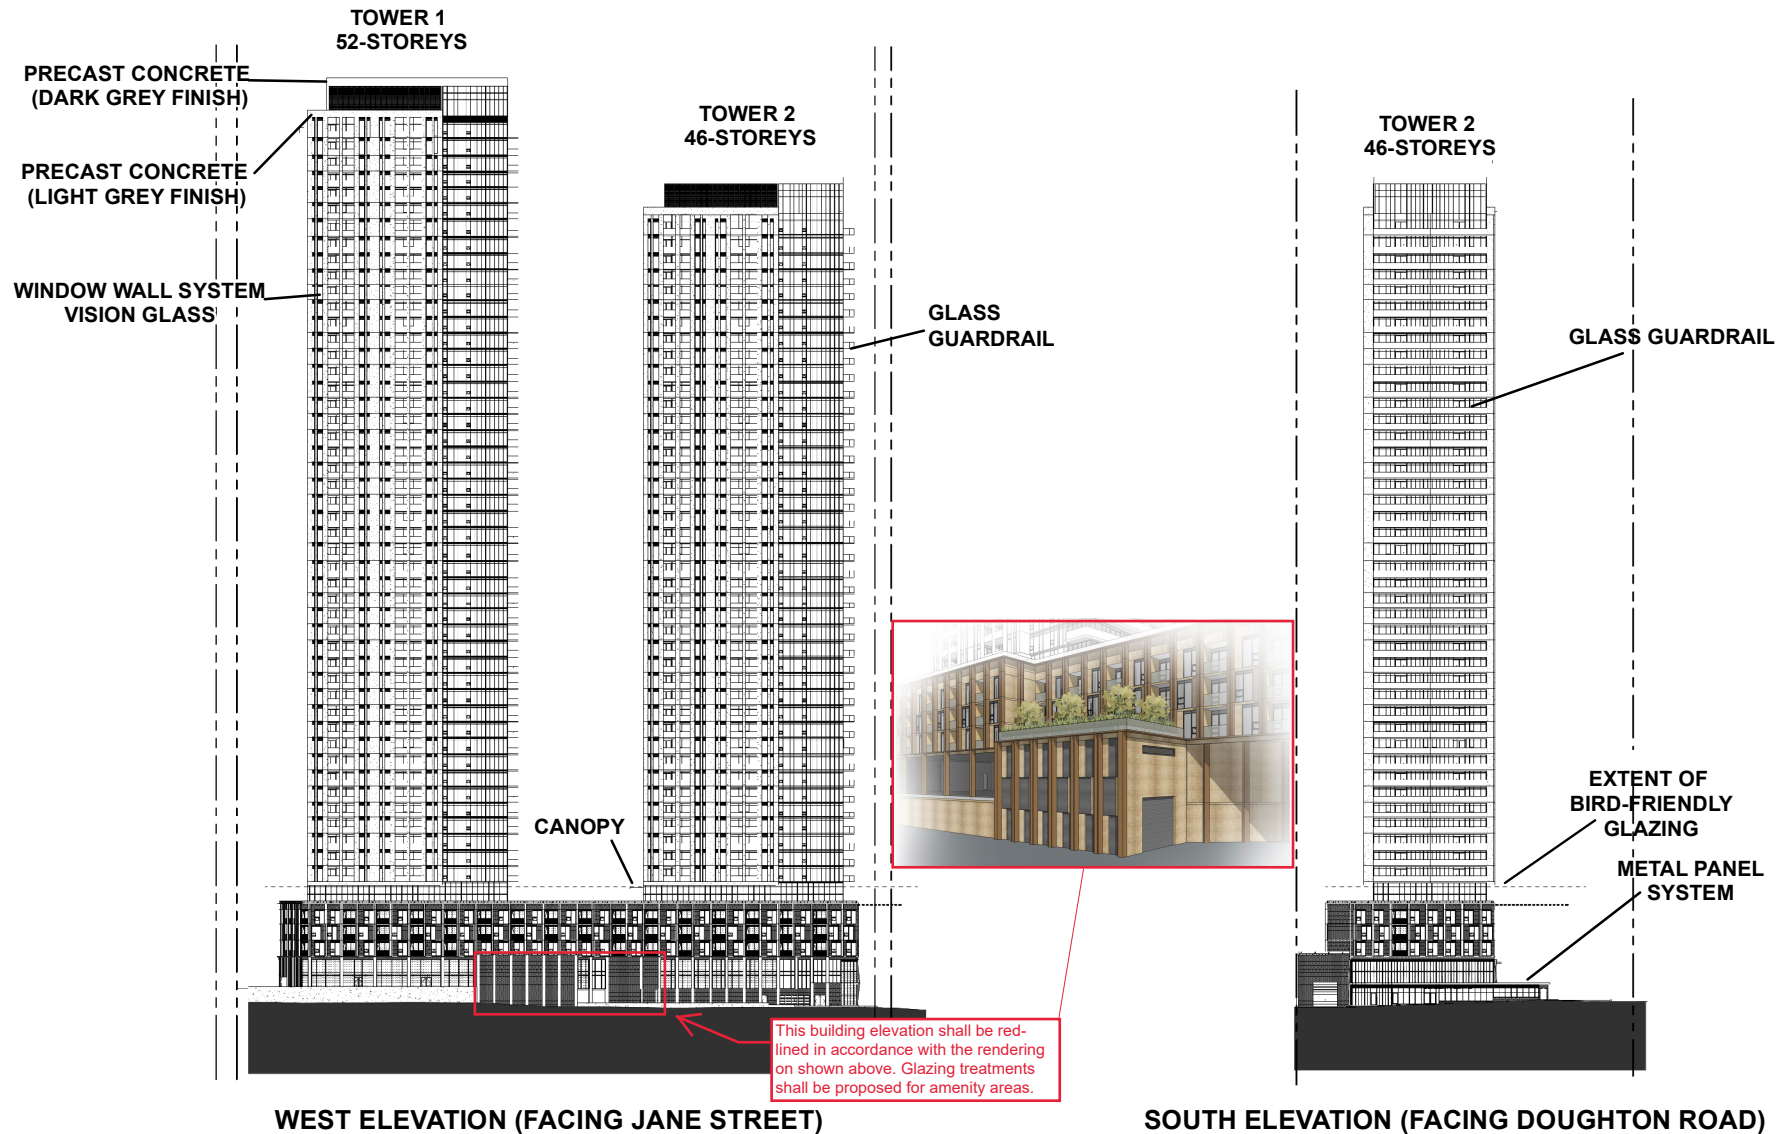 TOWER 1
52-STOREYS
PRECAST CONCRETE
(DARK GREY FINISH)
PRECAST CONCRETE
(LIGHT GREY FINISH)
WINDOW WALL SYSTEM
VISION GLASS
TOWER 2
46-STOREYS
GLASS
GUARDRAIL
CANOPY
This building elevation shall be red-
lined in accordance with the rendering
on shown above. Glazing treatments
shall be proposed for amenity areas.
WEST ELEVATION (FACING JANE STREET)
TOWER 2
46-STOREYS
GLASS GUARDRAIL
EXTENT OF
BIRD-FRIENDLY
GLAZING
METAL PANEL
SYSTEM
SOUTH ELEVATION (FACING DOUGHTON ROAD)